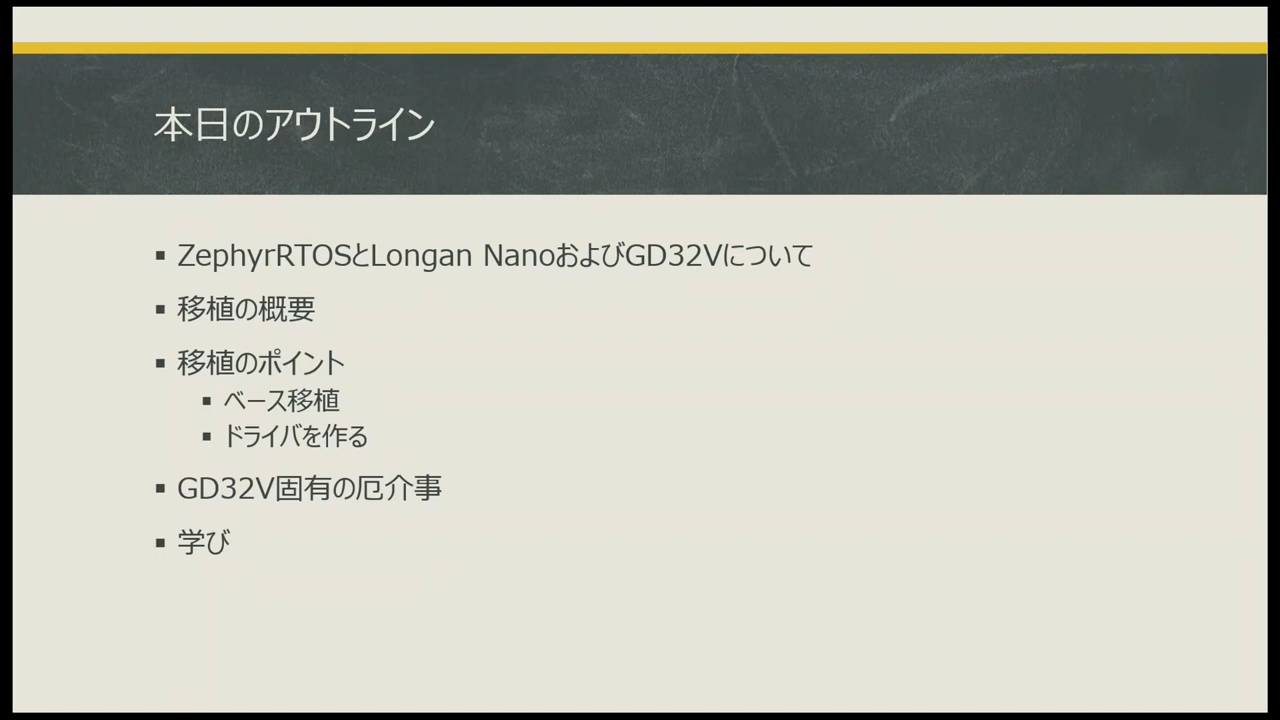 本日のアウトライン
ZephyrRTOSとLongan NanoおよびGD32Vについて
移植の概要
移植のポイント
ベース移植
ドライバを作る
GD32V固有の厄介事
学び